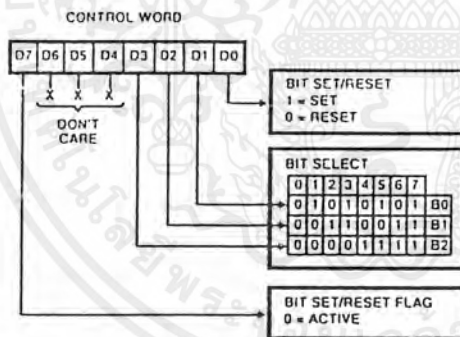 CONTROL WORD
D7 D6 D5 D4 D3 D2 D1 D0
X X X
DON'T
CARE
BIT SET/RESET
1 = SET
0 = RESET
BIT SELECT
0 1 2 3 4 5 6 7
0 1 0 1 0 1 0 1 B0
0 0 1 1 0 0 1 1 B1
0 0 0 0 1 1 1 1 B2
BIT SET/RESET FLAG
0 = ACTIVE